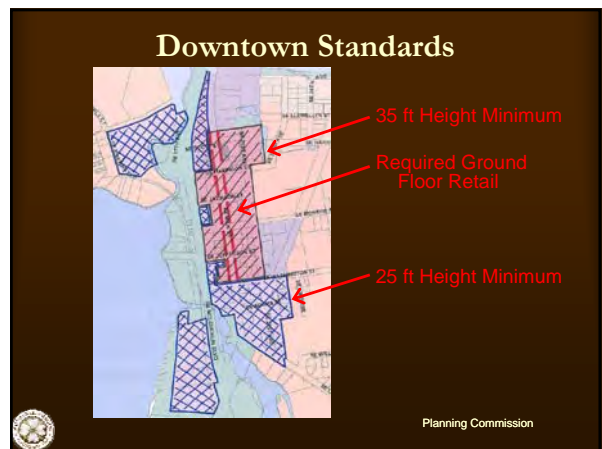 Downtown Standards
35 ft Height Minimum
Required Ground
Floor Retail
25 ft Height Minimum
Planning Commission